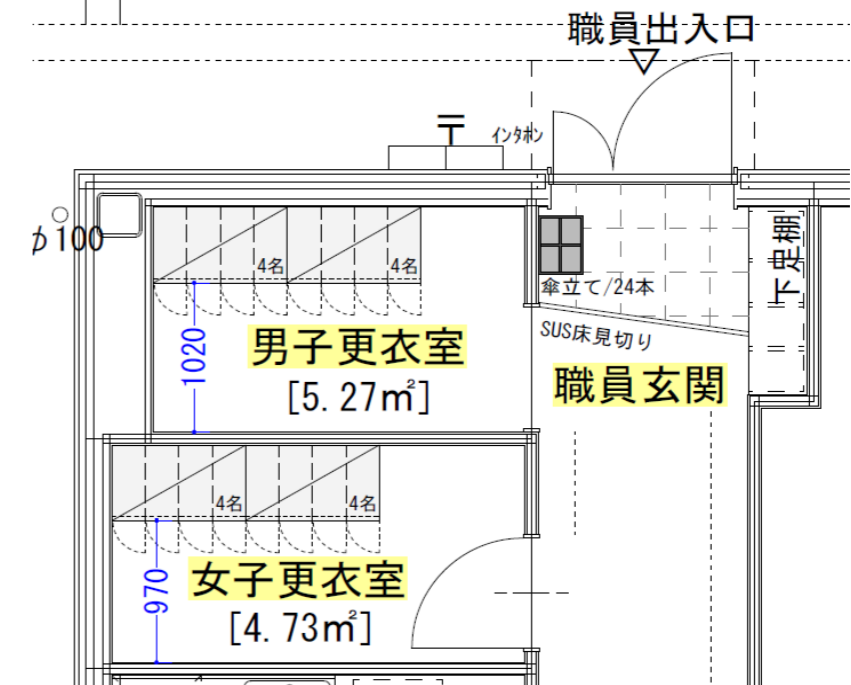 職員出入口
〒
ｲﾝﾀﾎﾝ
φ100
4名
4名
下足棚
傘立て/24本
SUS床見切り
1020
男子更衣室
[5.27㎡]
職員玄関
4名
4名
970
女子更衣室
[4.73㎡]